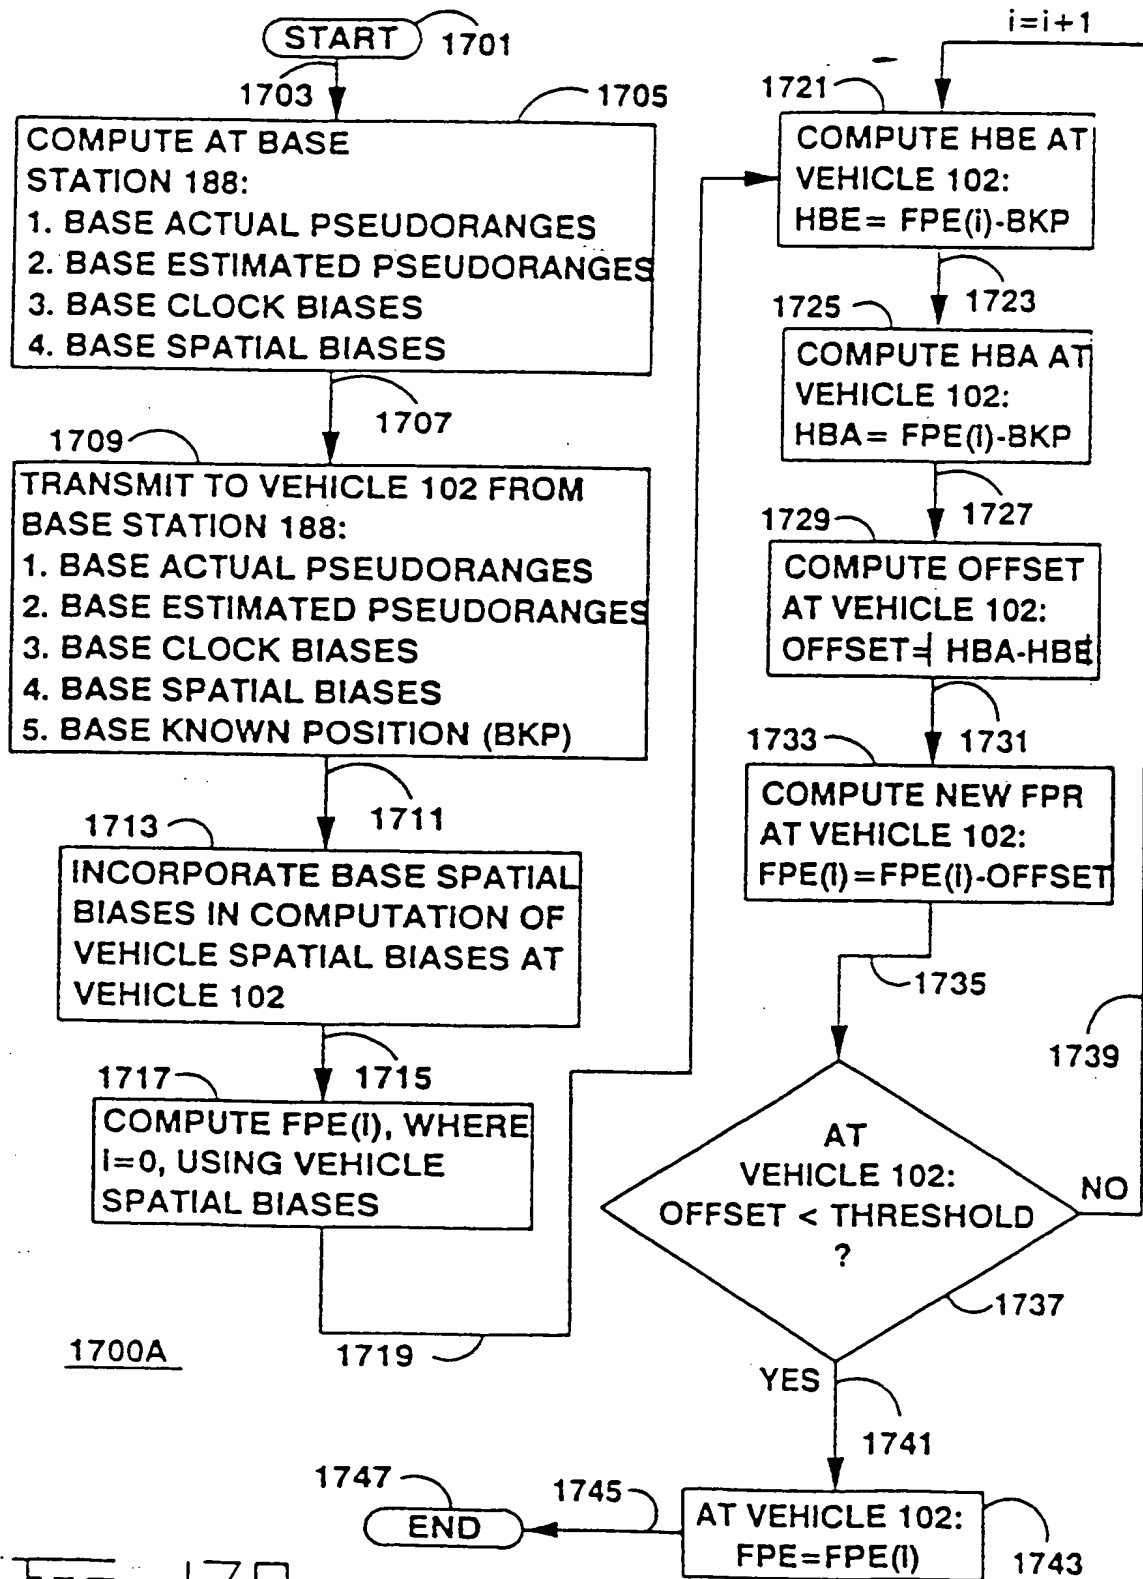 START
1701
1703
1705
COMPUTE AT BASE
STATION 188:
1. BASE ACTUAL PSEUDORANGES
2. BASE ESTIMATED PSEUDORANGES
3. BASE CLOCK BIASES
4. BASE SPATIAL BIASES
1707
1709
TRANSMIT TO VEHICLE 102 FROM
BASE STATION 188:
1. BASE ACTUAL PSEUDORANGES
2. BASE ESTIMATED PSEUDORANGES
3. BASE CLOCK BIASES
4. BASE SPATIAL BIASES
5. BASE KNOWN POSITION (BKP)
1711
1713
INCORPORATE BASE SPATIAL
BIASES IN COMPUTATION OF
VEHICLE SPATIAL BIASES AT
VEHICLE 102
1715
1717
COMPUTE FPE(I), WHERE
I=0, USING VEHICLE
SPATIAL BIASES
1719
1700A
i=i+1
1721
COMPUTE HBE AT
VEHICLE 102:
HBE= FPE(i)-BKP
1723
1725
COMPUTE HBA AT
VEHICLE 102:
HBA= FPE(I)-BKP
1727
1729
COMPUTE OFFSET
AT VEHICLE 102:
OFFSET=| HBA-HBE|
1731
1733
COMPUTE NEW FPR
AT VEHICLE 102:
FPE(I)=FPE(I)-OFFSET
1735
1739
AT
VEHICLE 102:
OFFSET < THRESHOLD
?
NO
1737
YES
1741
1743
AT VEHICLE 102:
FPE=FPE(I)
1745
1747
END